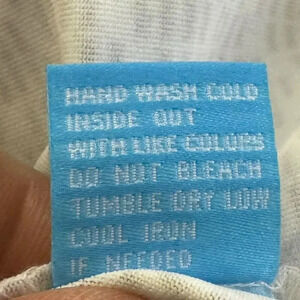 HAND WASH COLD
INSIDE OUT
WITH LIKE COLORS
DO NOT BLEACH
TUMBLE DRY LOW
COOL IRON
IF NEEDED